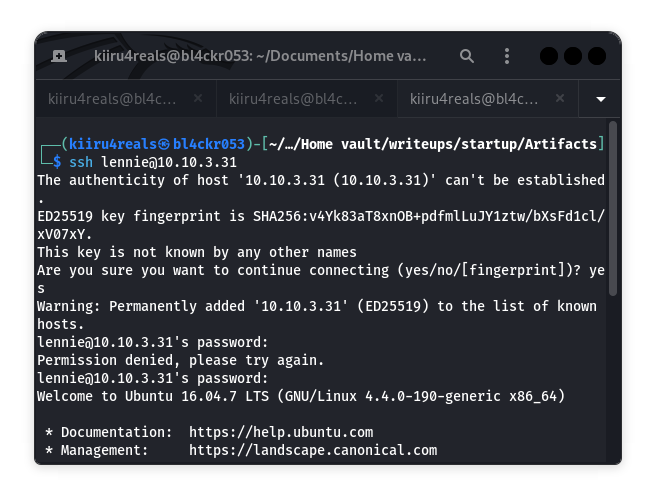 kiiru4reals@bl4ckr053: ~/Documents/Home va...
kiiru4reals@bl4c... × kiiru4reals@bl4c... × kiiru4reals@bl4c... ×
┌──(kiiru4reals㉿bl4ckr053)-[~/…/Home vault/writeups/startup/Artifacts]
└─$ ssh lennie@10.10.3.31
The authenticity of host '10.10.3.31 (10.10.3.31)' can't be established
.
ED25519 key fingerprint is SHA256:v4Yk83aT8xnOB+pdfmlLuJY1ztw/bXsFd1cl/
xV07xY.
This key is not known by any other names
Are you sure you want to continue connecting (yes/no/[fingerprint])? ye
s
Warning: Permanently added '10.10.3.31' (ED25519) to the list of known
hosts.
lennie@10.10.3.31's password:
Permission denied, please try again.
lennie@10.10.3.31's password:
Welcome to Ubuntu 16.04.7 LTS (GNU/Linux 4.4.0-190-generic x86_64)
* Documentation:  https://help.ubuntu.com
* Management:     https://landscape.canonical.com